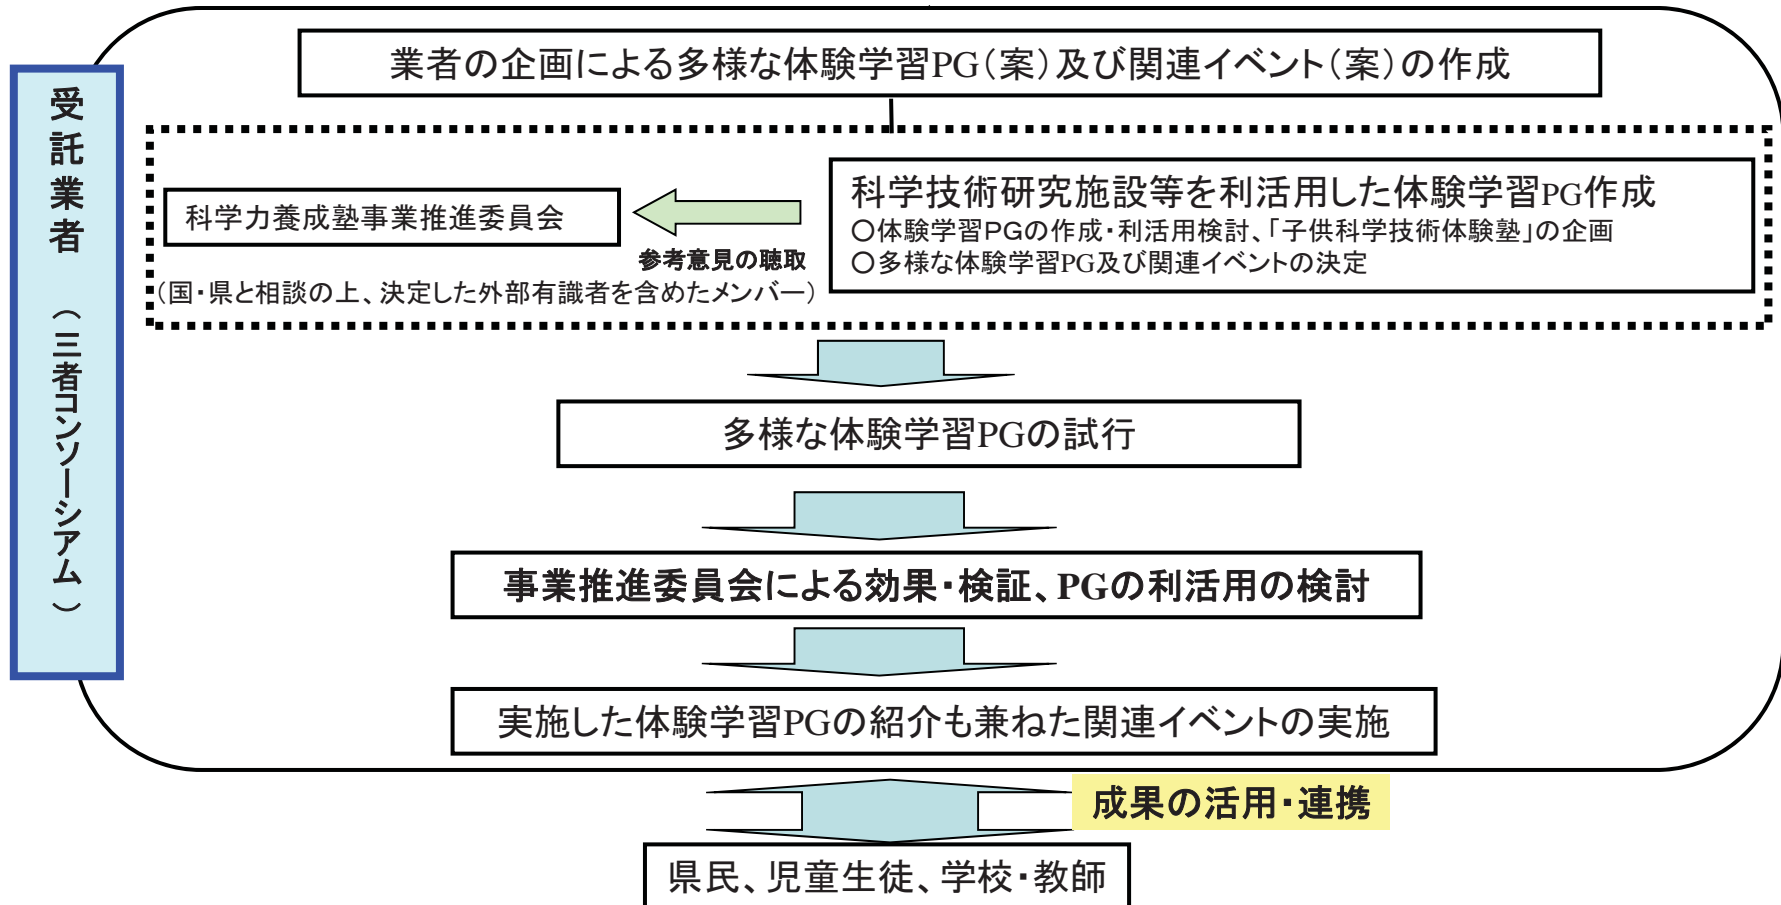 業者の企画による多様な体験学習PG（案）及び関連イベント（案）の作成
受託業者（三者コンソーシアム）
科学力養成塾事業推進委員会
参考意見の聴取
（国・県と相談の上、決定した外部有識者を含めたメンバー）
科学技術研究施設等を利活用した体験学習PG作成
○体験学習PGの作成・利活用検討、「子供科学技術体験塾」の企画
○多様な体験学習PG及び関連イベントの決定
多様な体験学習PGの試行
事業推進委員会による効果・検証、PGの利活用の検討
実施した体験学習PGの紹介も兼ねた関連イベントの実施
成果の活用・連携
県民、児童生徒、学校・教師